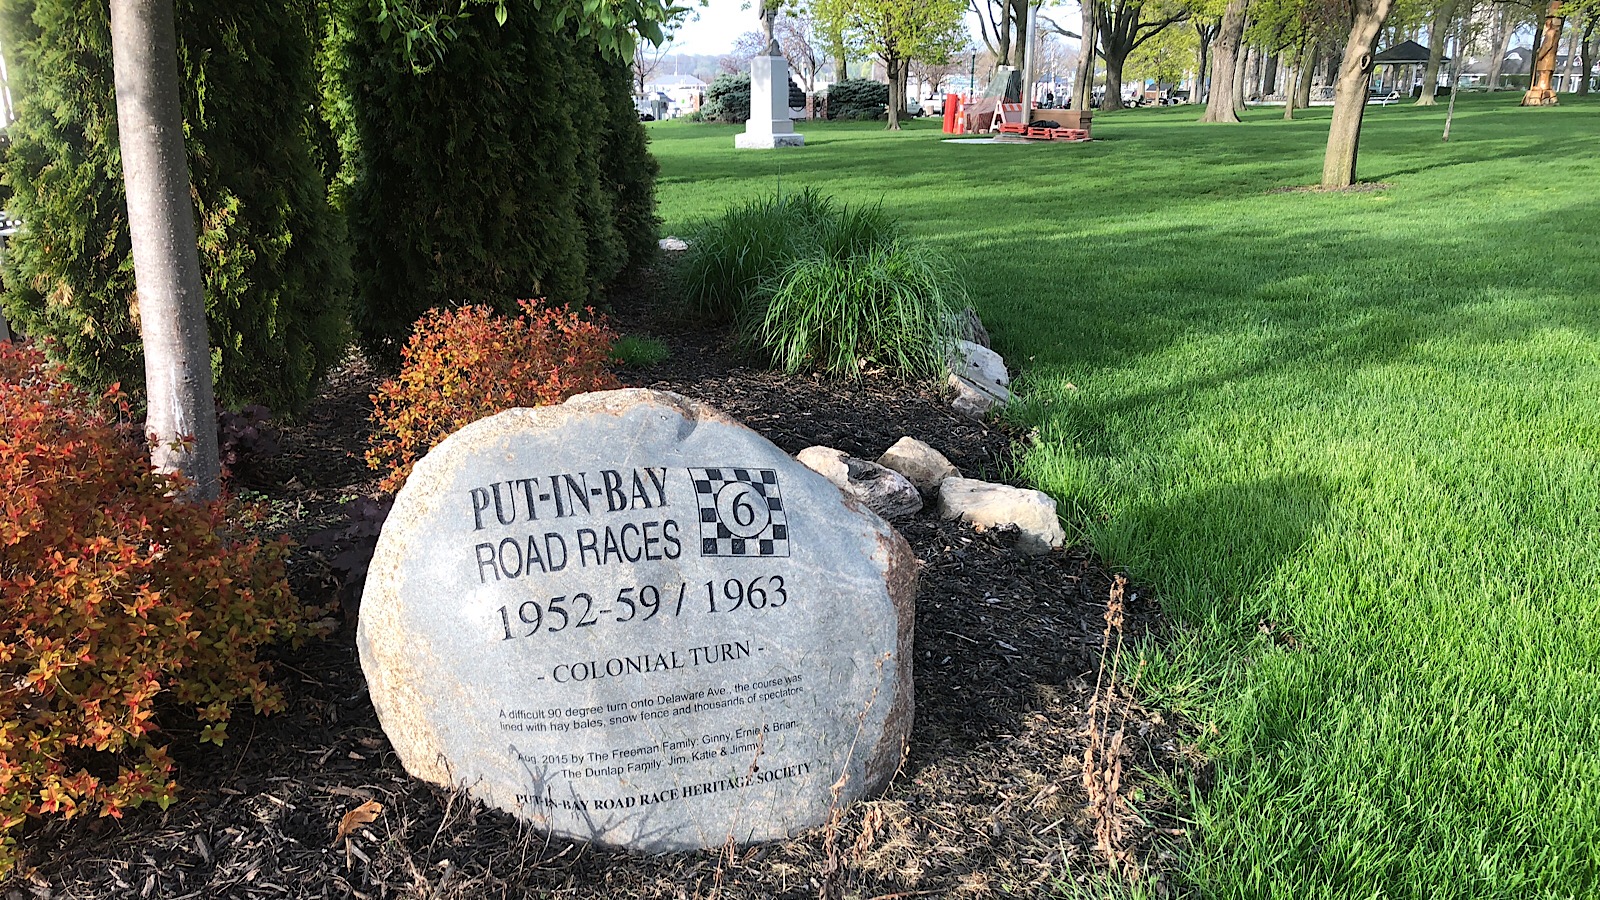 PUT-IN-BAY
ROAD RACES
6
1952-59 / 1963
- COLONIAL TURN -
A difficult 90 degree turn onto Delaware Ave., the course was
lined with hay bales, snow fence and thousands of spectators
Aug. 2015 by The Freeman Family: Ginny, Ernie & Brian.
The Dunlap Family: Jim, Katie & Jimmy
PUT-IN-BAY ROAD RACE HERITAGE SOCIETY